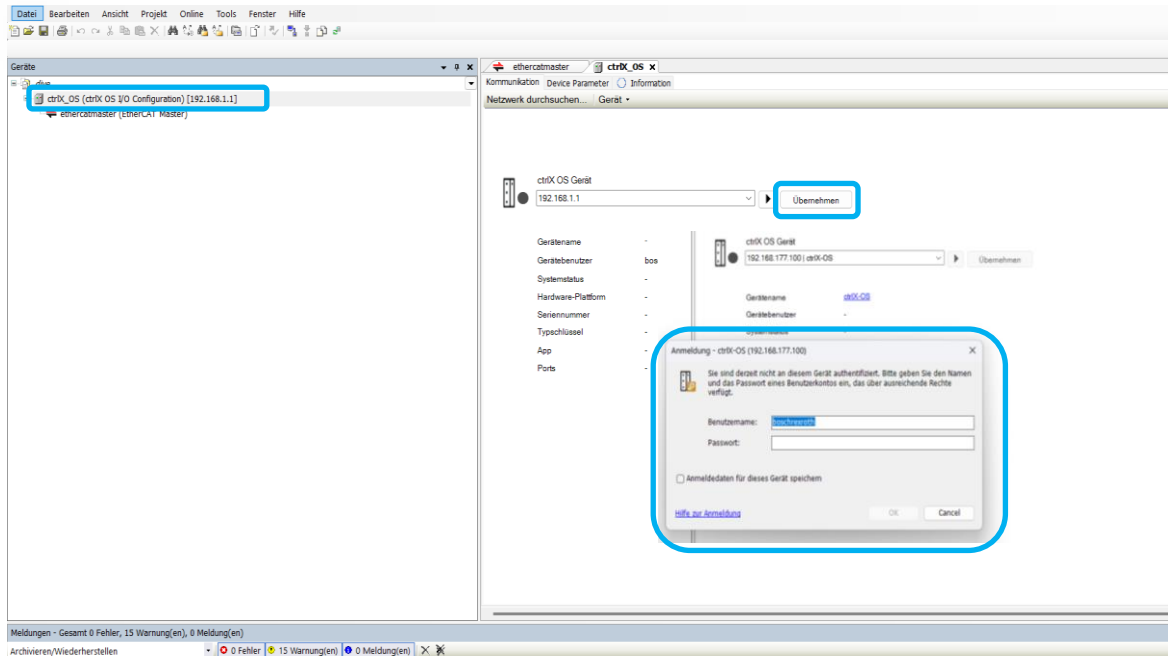 Datei Bearbeiten Ansicht Projekt Online Tools Fenster Hilfe
Geräte
ctrlX_OS (ctrlX OS I/O Configuration) [192.168.1.1]
ethercatmaster (EtherCAT Master)
ethercatmaster ctrlX_OS x
Kommunikation Device Parameter Information
Netzwerk durchsuchen... Gerät
ctrlX OS Gerät
192.168.1.1 Übernehmen
Gerätename -
Gerätebenutzer bos
Systemstatus -
Hardware-Plattform -
Seriennummer -
Typschlüssel -
App -
Ports -
ctrlX OS Gerät
192.168.177.100 | ctrlX-OS Übernehmen
Gerätename ctrlX-OS
Gerätebenutzer -
Anmeldung - ctrlX-OS (192.168.177.100)
Sie sind derzeit nicht an diesem Gerät authentifiziert. Bitte geben Sie den Namen
und das Passwort eines Benutzerkontos ein, das über ausreichende Rechte
verfügt.
Benutzername: boschrexroth
Passwort:
Anmeldedaten für dieses Gerät speichern
Hilfe zur Anmeldung OK Cancel
Meldungen - Gesamt 0 Fehler, 15 Warnung(en), 0 Meldung(en)
Archivieren/Wiederherstellen 0 Fehler 15 Warnung(en) 0 Meldung(en)